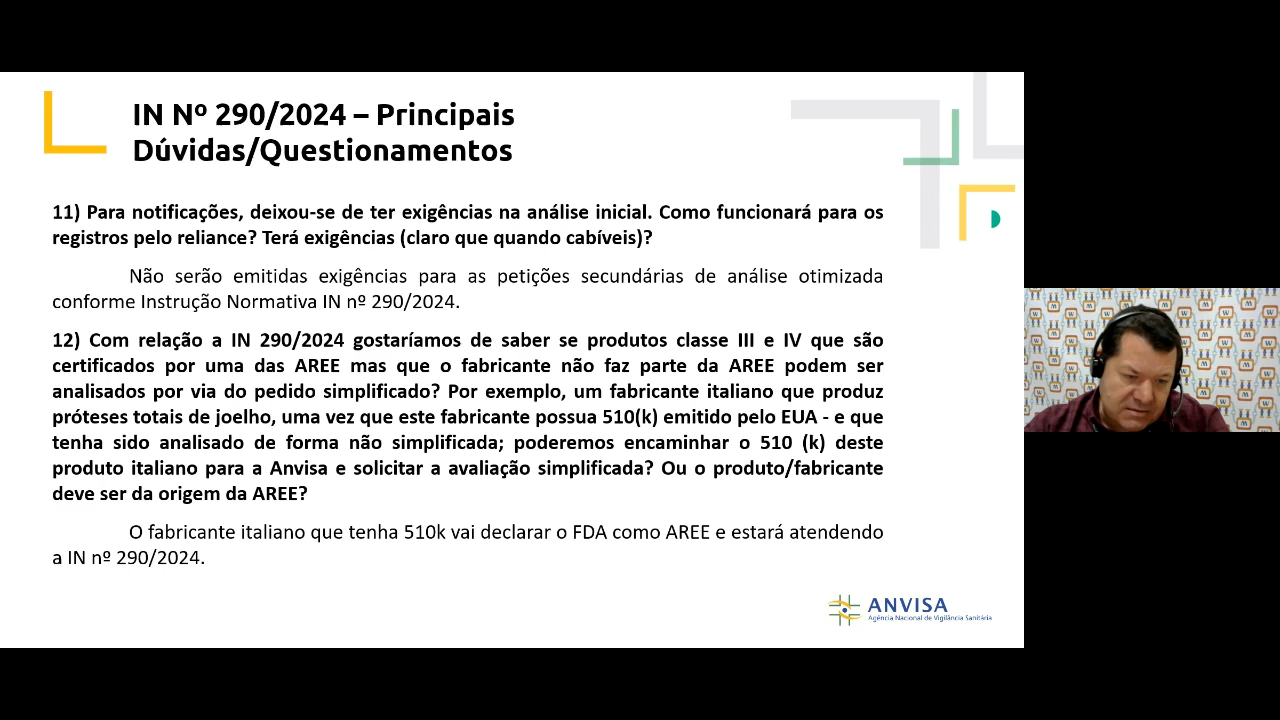 IN Nº 290/2024 – Principais
Dúvidas/Questionamentos
11) Para notificações, deixou-se de ter exigências na análise inicial. Como funcionará para os
registros pelo reliance? Terá exigências (claro que quando cabíveis)?
Não serão emitidas exigências para as petições secundárias de análise otimizada
conforme Instrução Normativa IN nº 290/2024.
12) Com relação a IN 290/2024 gostaríamos de saber se produtos classe III e IV que são
certificados por uma das AREE mas que o fabricante não faz parte da AREE podem ser
analisados por via do pedido simplificado? Por exemplo, um fabricante italiano que produz
próteses totais de joelho, uma vez que este fabricante possua 510(k) emitido pelo EUA - e que
tenha sido analisado de forma não simplificada; poderemos encaminhar o 510 (k) deste
produto italiano para a Anvisa e solicitar a avaliação simplificada? Ou o produto/fabricante
deve ser da origem da AREE?
O fabricante italiano que tenha 510k vai declarar o FDA como AREE e estará atendendo
a IN nº 290/2024.
ANVISA
Agência Nacional de Vigilância Sanitária